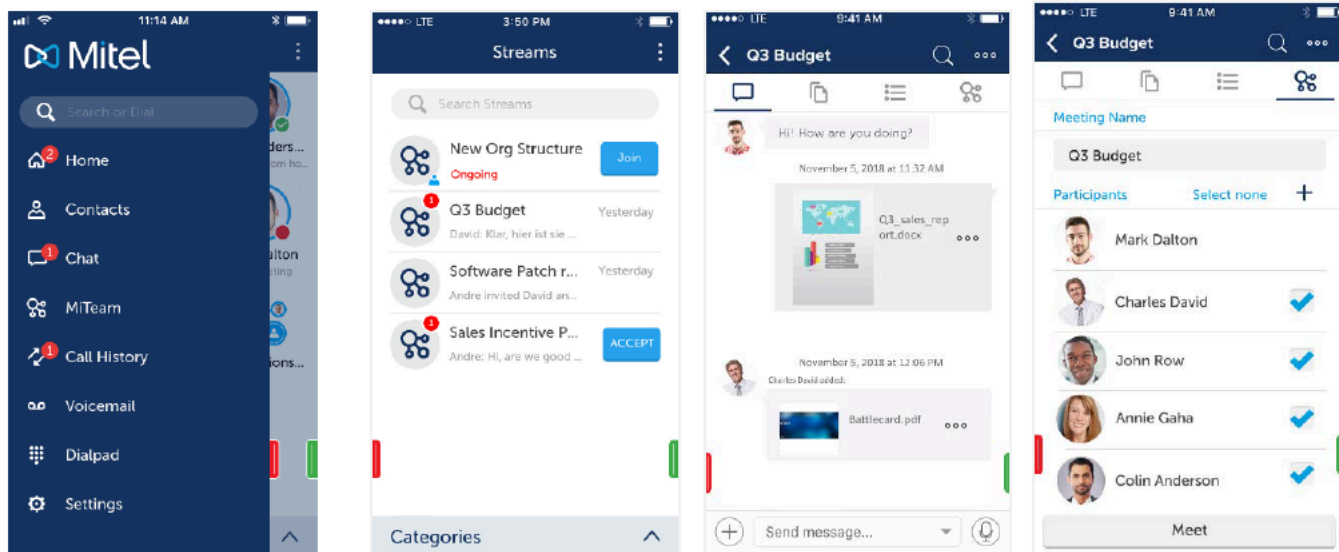 11:14 AM
Mitel
Search or Dial
2
Home
Contacts
1
Chat
MiTeam
1
Call History
Voicemail
Dialpad
Settings
ders...
om ho...
alton
eting
ions...
LTE
3:50 PM
Streams
Search Streams
New Org Structure
Ongoing
Join
1
Q3 Budget
Yesterday
David: Klar, hier ist sie ...
Software Patch r...
Yesterday
Andre invited David an...
1
Sales Incentive P...
Andre: Hi, are we good ...
ACCEPT
Categories
LTE
9:41 AM
Q3 Budget
Hi! How are you doing?
November 5, 2018 at 11:32 AM
Q3_sales_rep
ort.docx
November 5, 2018 at 12:06 PM
Charles David added:
Battlecard.pdf
Send message...
LTE
9:41 AM
Q3 Budget
Meeting Name
Q3 Budget
Participants
Select none
Mark Dalton
Charles David
John Row
Annie Gaha
Colin Anderson
Meet